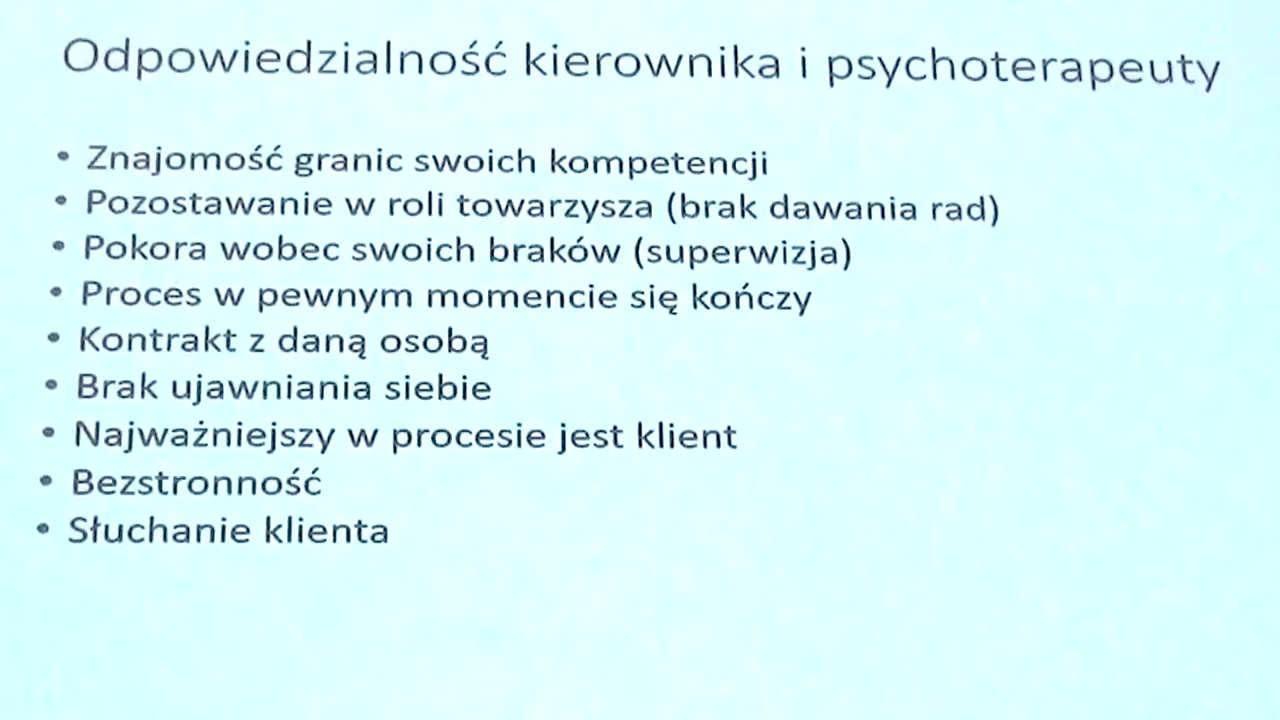 Odpowiedzialność kierownika i psychoterapeuty
• Znajomość granic swoich kompetencji
• Pozostawanie w roli towarzysza (brak dawania rad)
• Pokora wobec swoich braków (superwizja)
• Proces w pewnym momencie się kończy
• Kontrakt z daną osobą
• Brak ujawniania siebie
• Najważniejszy w procesie jest klient
• Bezstronność
• Słuchanie klienta